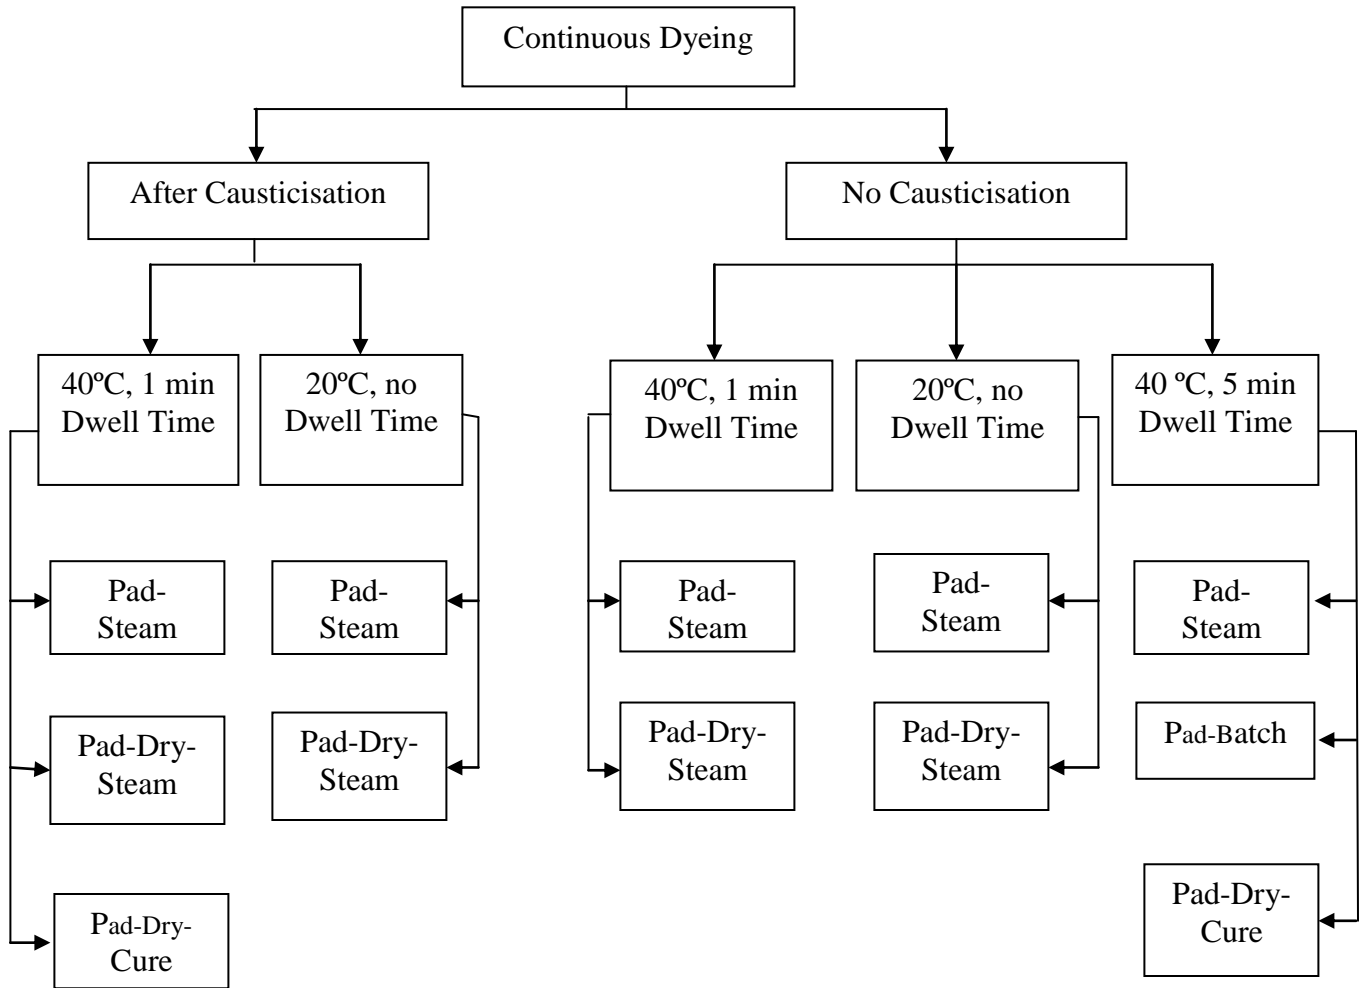 Continuous Dyeing
After Causticisation
No Causticisation
40ºC, 1 min
Dwell Time
20ºC, no
Dwell Time
40ºC, 1 min
Dwell Time
20ºC, no
Dwell Time
40 ºC, 5 min
Dwell Time
Pad-
Steam
Pad-
Steam
Pad-
Steam
Pad-
Steam
Pad-
Steam
Pad-Dry-
Steam
Pad-Dry-
Steam
Pad-Dry-
Steam
Pad-Dry-
Steam
Pad-Batch
Pad-Dry-
Cure
Pad-Dry-
Cure